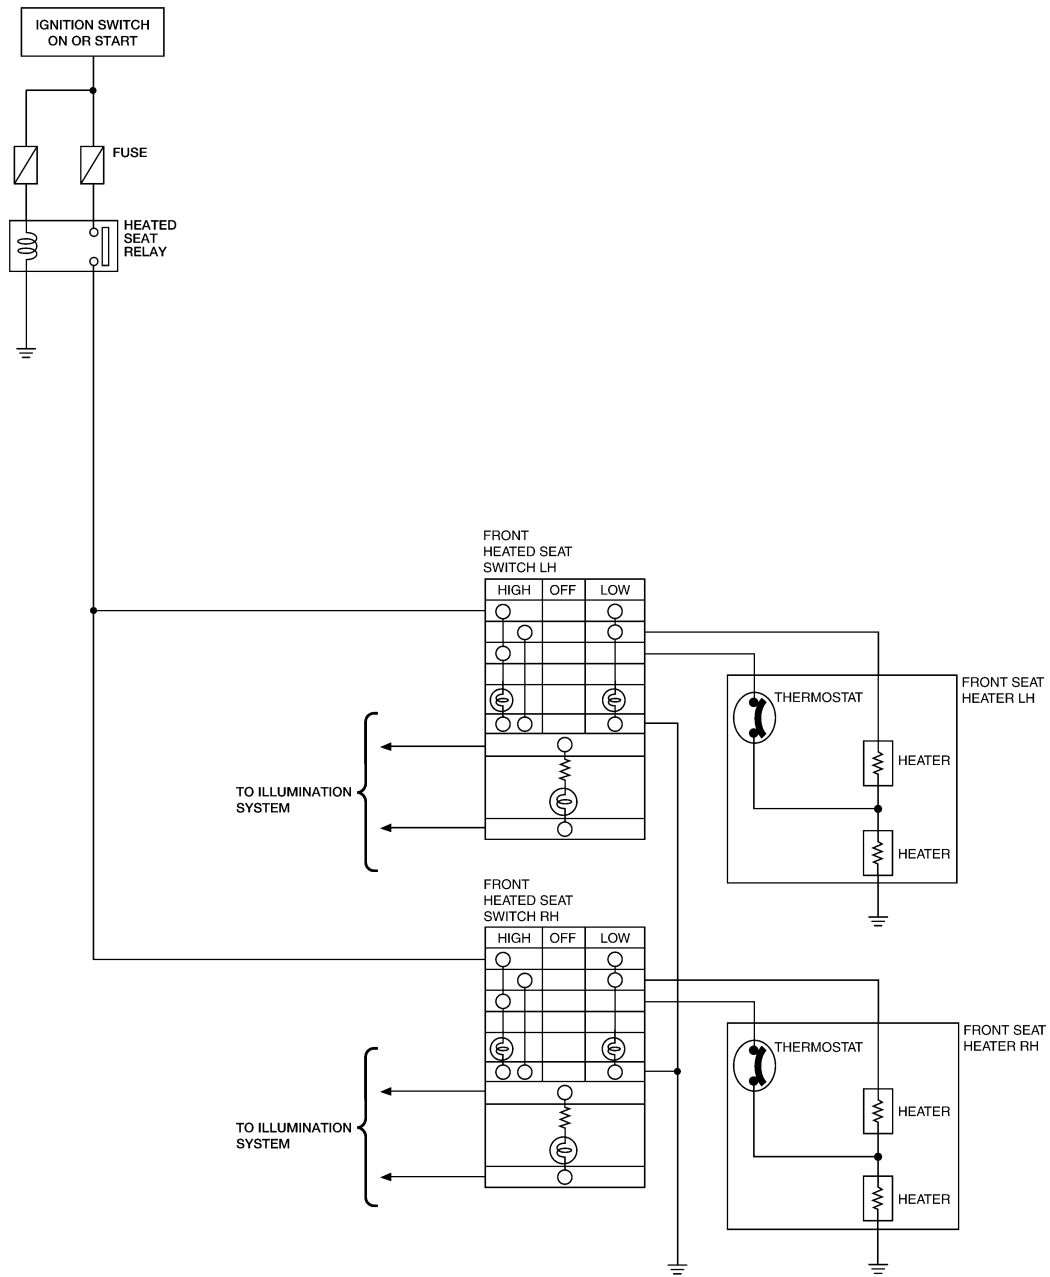 IGNITION SWITCH
ON OR START
FUSE
HEATED
SEAT
RELAY
FRONT
HEATED SEAT
SWITCH LH
HIGH OFF LOW
THERMOSTAT
FRONT SEAT
HEATER LH
HEATER
HEATER
TO ILLUMINATION
SYSTEM
FRONT
HEATED SEAT
SWITCH RH
HIGH OFF LOW
THERMOSTAT
FRONT SEAT
HEATER RH
HEATER
HEATER
TO ILLUMINATION
SYSTEM